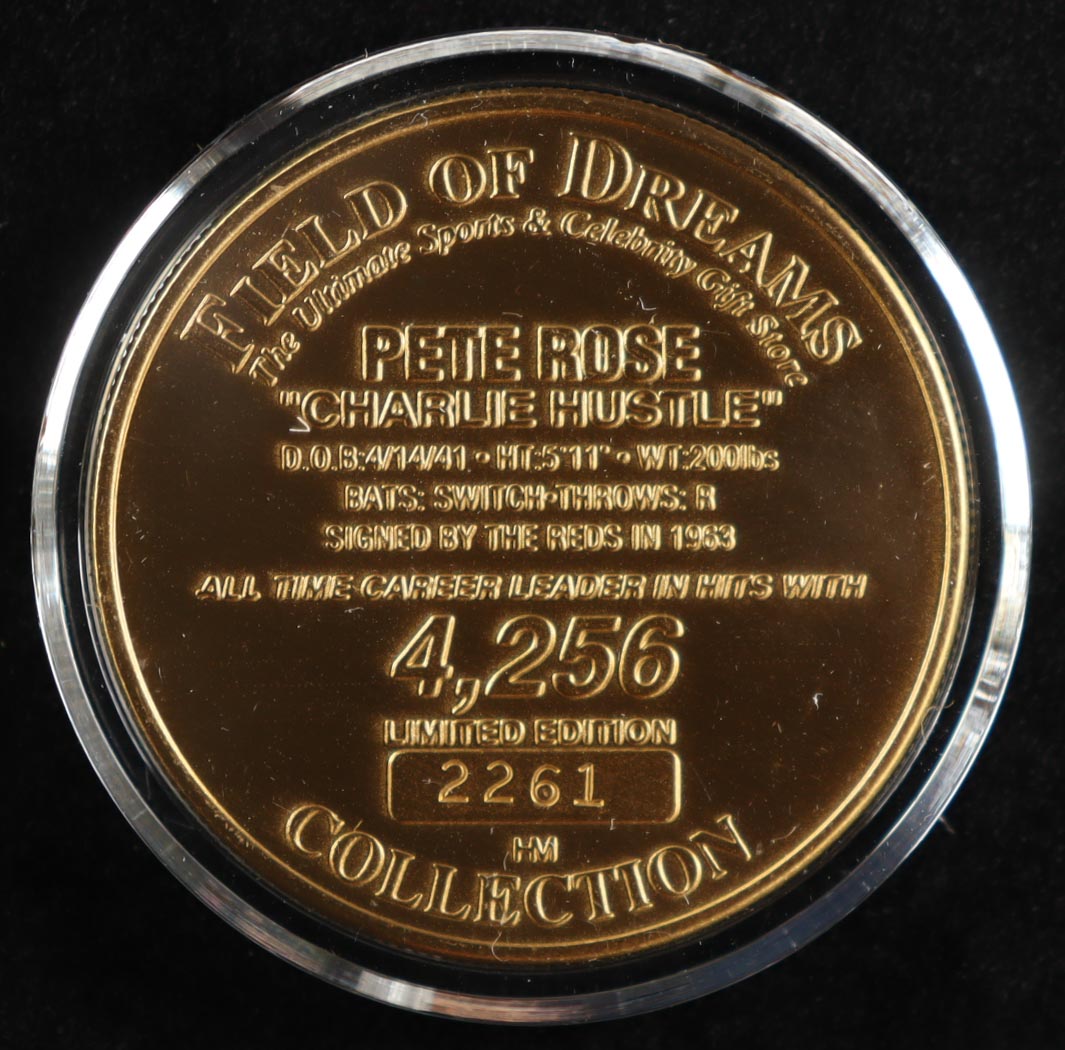 FIELD OF DREAMS
The Ultimate Sports & Celebrity Gift Store
PETE ROSE
"CHARLIE HUSTLE"
D.O.B:4/14/41 • HT:5'11" • WT:200lbs
BATS: SWITCH•THROWS: R
SIGNED BY THE REDS IN 1963
ALL TIME CAREER LEADER IN HITS WITH
4,256
LIMITED EDITION
2261
HM
COLLECTION